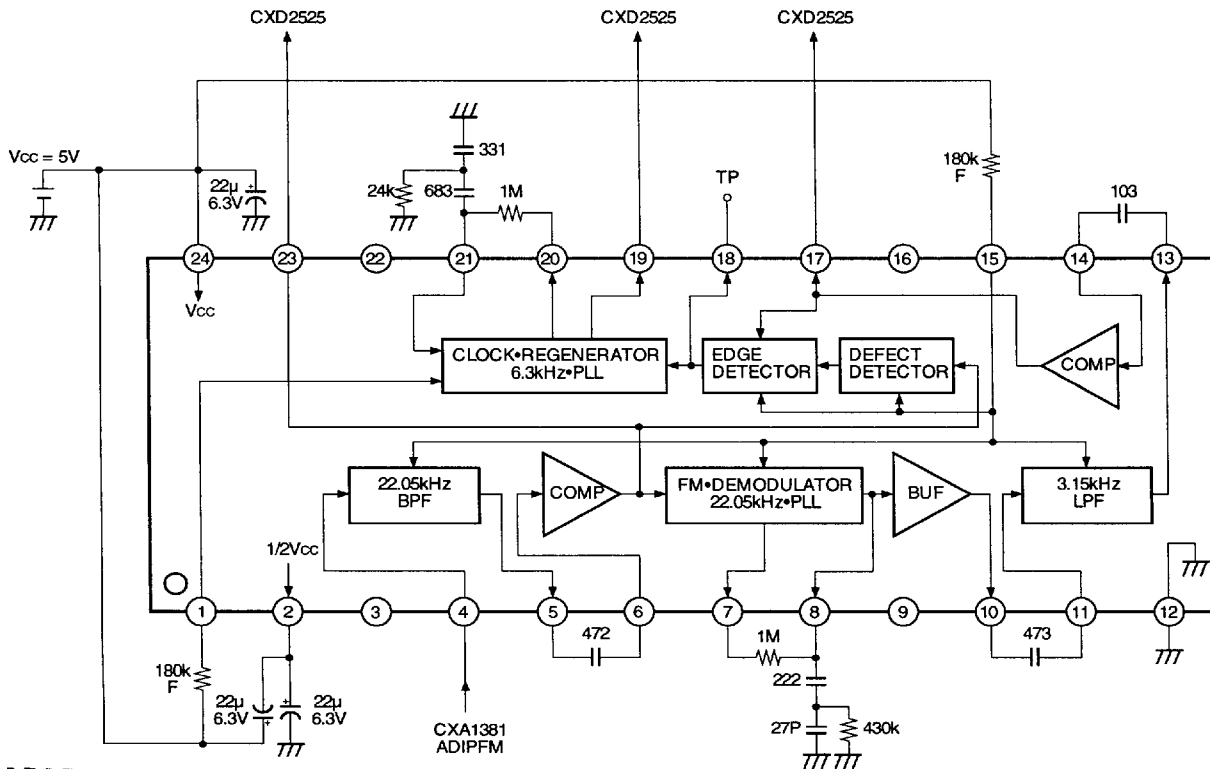 CXD2525
CXD2525
CXD2525
VCC = 5V
22µ
6.3V
331
24k
683
1M
TP
180k
F
103
24
23
22
21
20
19
18
17
16
15
14
13
VCC
CLOCK•REGENERATOR
6.3kHz•PLL
EDGE
DETECTOR
DEFECT
DETECTOR
COMP
22.05kHz
BPF
COMP
FM•DEMODULATOR
22.05kHz•PLL
BUF
3.15kHz
LPF
1/2VCC
1
2
3
4
5
6
7
8
9
10
11
12
472
1M
473
180k
F
22µ
6.3V
22µ
6.3V
222
27P
430k
CXA1381
ADIPFM